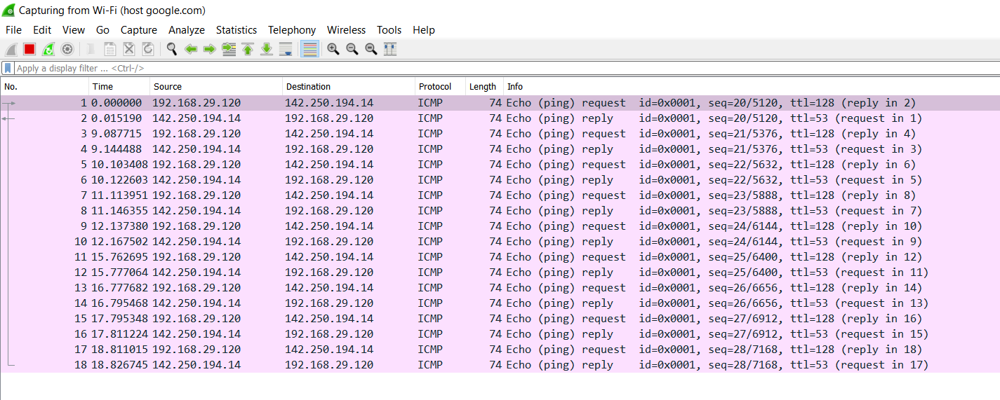 Capturing from Wi-Fi (host google.com)
File Edit View Go Capture Analyze Statistics Telephony Wireless Tools Help
Apply a display filter ... <Ctrl-/>
No. Time Source Destination Protocol Length Info
1 0.000000 192.168.29.120 142.250.194.14 ICMP 74 Echo (ping) request id=0x0001, seq=20/5120, ttl=128 (reply in 2)
2 0.015190 142.250.194.14 192.168.29.120 ICMP 74 Echo (ping) reply id=0x0001, seq=20/5120, ttl=53 (request in 1)
3 9.087715 192.168.29.120 142.250.194.14 ICMP 74 Echo (ping) request id=0x0001, seq=21/5376, ttl=128 (reply in 4)
4 9.144488 142.250.194.14 192.168.29.120 ICMP 74 Echo (ping) reply id=0x0001, seq=21/5376, ttl=53 (request in 3)
5 10.103408 192.168.29.120 142.250.194.14 ICMP 74 Echo (ping) request id=0x0001, seq=22/5632, ttl=128 (reply in 6)
6 10.122603 142.250.194.14 192.168.29.120 ICMP 74 Echo (ping) reply id=0x0001, seq=22/5632, ttl=53 (request in 5)
7 11.113951 192.168.29.120 142.250.194.14 ICMP 74 Echo (ping) request id=0x0001, seq=23/5888, ttl=128 (reply in 8)
8 11.146355 142.250.194.14 192.168.29.120 ICMP 74 Echo (ping) reply id=0x0001, seq=23/5888, ttl=53 (request in 7)
9 12.137380 192.168.29.120 142.250.194.14 ICMP 74 Echo (ping) request id=0x0001, seq=24/6144, ttl=128 (reply in 10)
10 12.167502 142.250.194.14 192.168.29.120 ICMP 74 Echo (ping) reply id=0x0001, seq=24/6144, ttl=53 (request in 9)
11 15.762695 192.168.29.120 142.250.194.14 ICMP 74 Echo (ping) request id=0x0001, seq=25/6400, ttl=128 (reply in 12)
12 15.777064 142.250.194.14 192.168.29.120 ICMP 74 Echo (ping) reply id=0x0001, seq=25/6400, ttl=53 (request in 11)
13 16.777682 192.168.29.120 142.250.194.14 ICMP 74 Echo (ping) request id=0x0001, seq=26/6656, ttl=128 (reply in 14)
14 16.795468 142.250.194.14 192.168.29.120 ICMP 74 Echo (ping) reply id=0x0001, seq=26/6656, ttl=53 (request in 13)
15 17.795348 192.168.29.120 142.250.194.14 ICMP 74 Echo (ping) request id=0x0001, seq=27/6912, ttl=128 (reply in 16)
16 17.811224 142.250.194.14 192.168.29.120 ICMP 74 Echo (ping) reply id=0x0001, seq=27/6912, ttl=53 (request in 15)
17 18.811015 192.168.29.120 142.250.194.14 ICMP 74 Echo (ping) request id=0x0001, seq=28/7168, ttl=128 (reply in 18)
18 18.826745 142.250.194.14 192.168.29.120 ICMP 74 Echo (ping) reply id=0x0001, seq=28/7168, ttl=53 (request in 17)